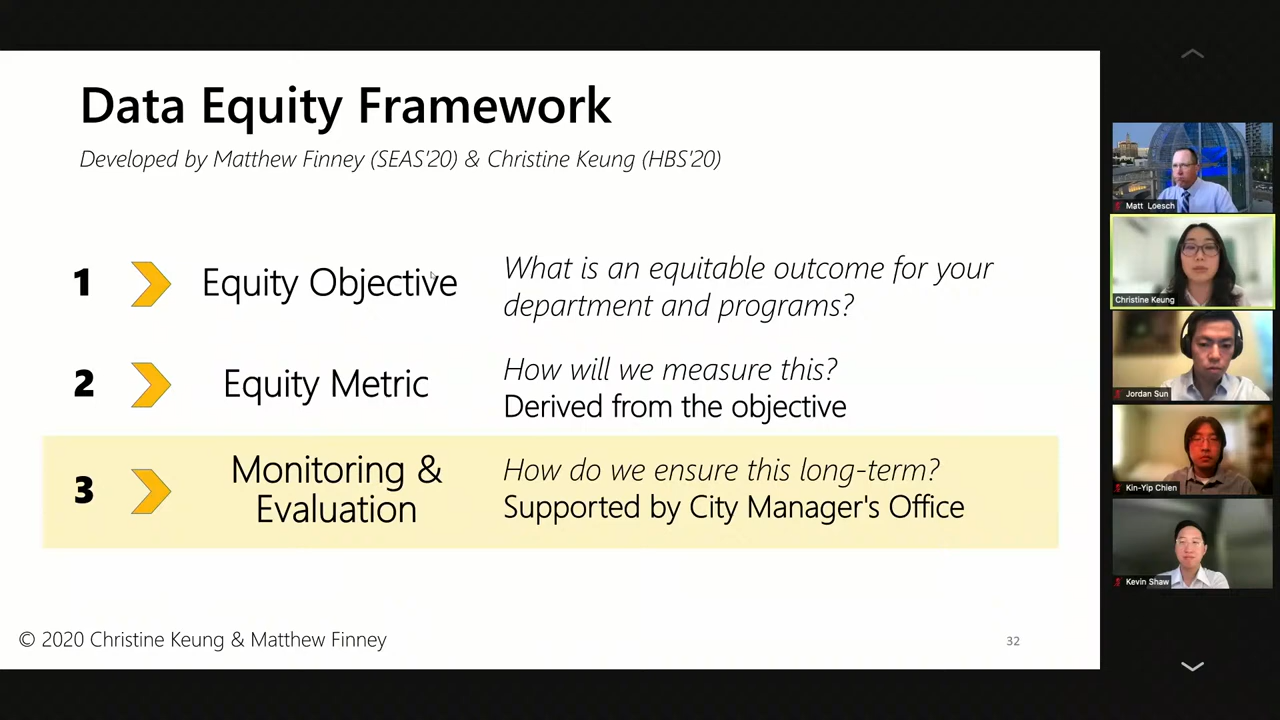 Data Equity Framework
Developed by Matthew Finney (SEAS'20) & Christine Keung (HBS'20)
1
Equity Objective
What is an equitable outcome for your
department and programs?
2
Equity Metric
How will we measure this?
Derived from the objective
3
Monitoring &
Evaluation
How do we ensure this long-term?
Supported by City Manager's Office
© 2020 Christine Keung & Matthew Finney
32
Matt Loesch
Christine Keung
Jordan Sun
Kin-Yip Chien
Kevin Shaw